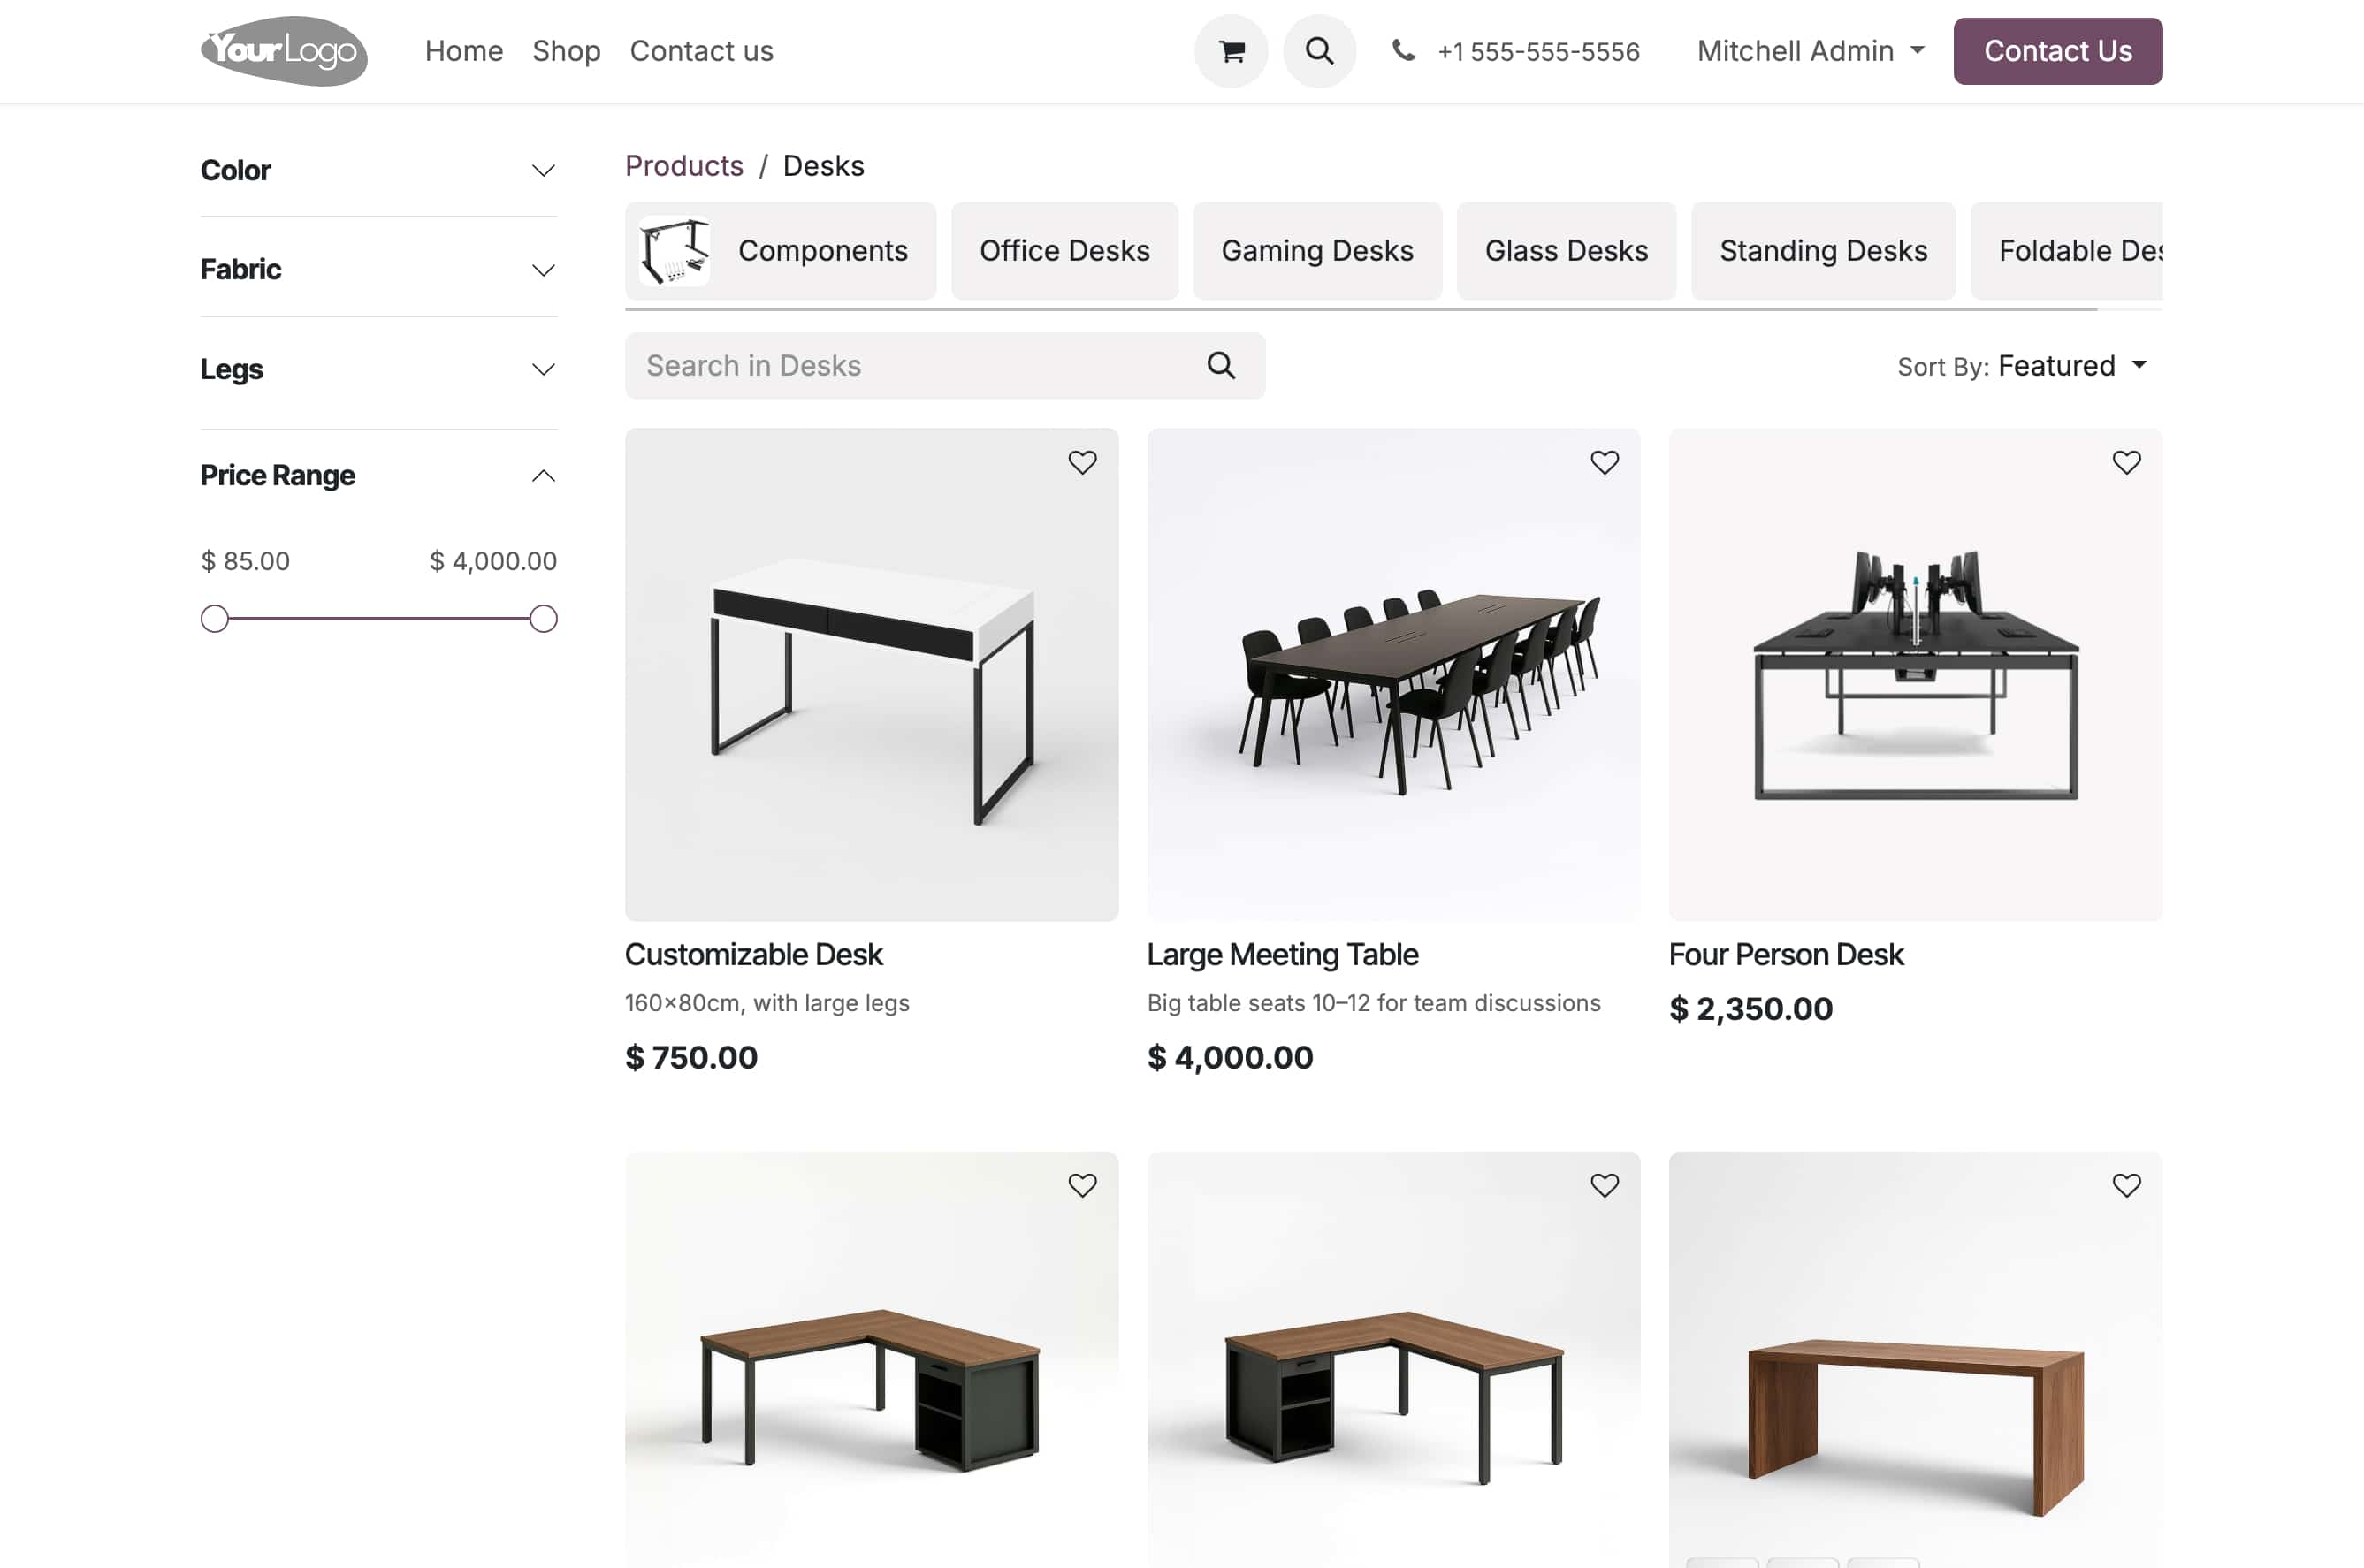 YourLogo
Home
Shop
Contact us
+1 555-555-5556
Mitchell Admin
Contact Us
Color
Fabric
Legs
Price Range
$ 85.00
$ 4,000.00
Products / Desks
Components
Office Desks
Gaming Desks
Glass Desks
Standing Desks
Foldable Des
Search in Desks
Sort By: Featured
Customizable Desk
160×80cm, with large legs
$ 750.00
Large Meeting Table
Big table seats 10–12 for team discussions
$ 4,000.00
Four Person Desk
$ 2,350.00